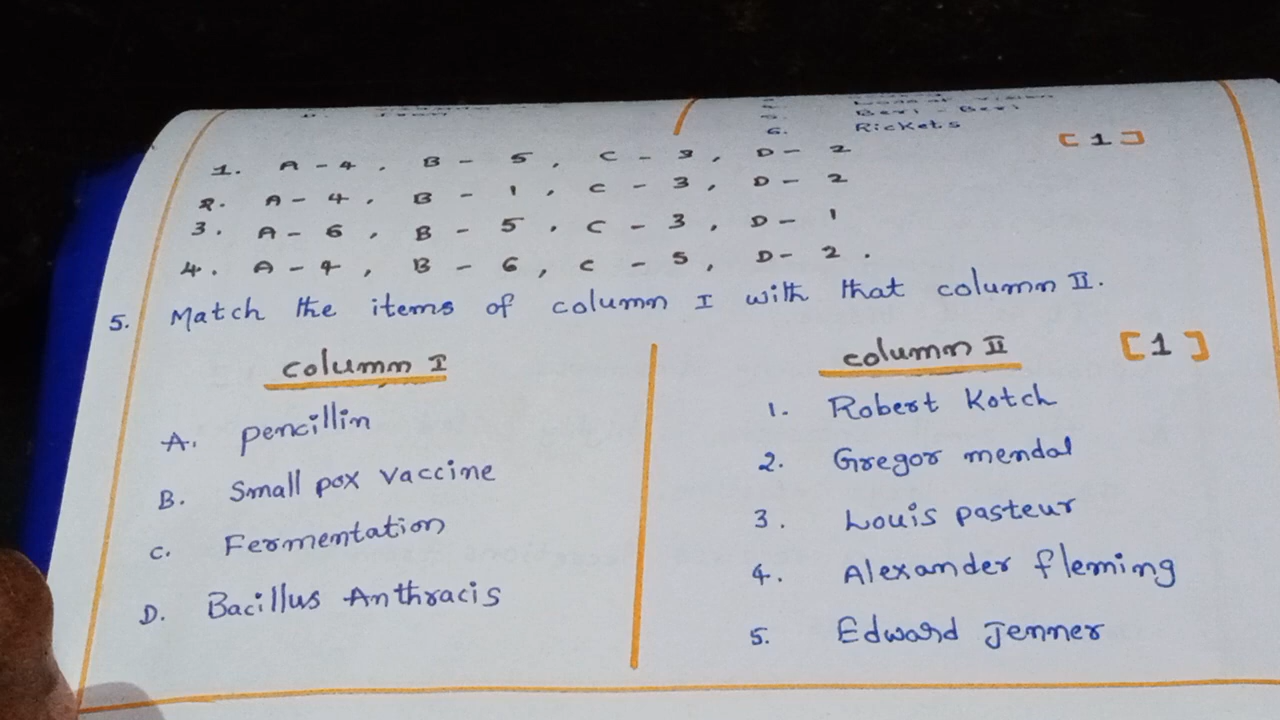 6. Rickets
[1]
1. A - 4, B - 5, C - 3, D - 2
2. A - 4, B - 1, C - 3, D - 2
3. A - 6, B - 5, C - 3, D - 1
4. A - 4, B - 6, C - 5, D - 2.
5. Match the items of column I with that column II.
column I column II [1]
A. pencillin 1. Robert Kotch
B. Small pox vaccine 2. Gregor mendal
C. Fermentation 3. Louis pasteur
D. Bacillus Anthracis 4. Alexander fleming
5. Edward Jenner